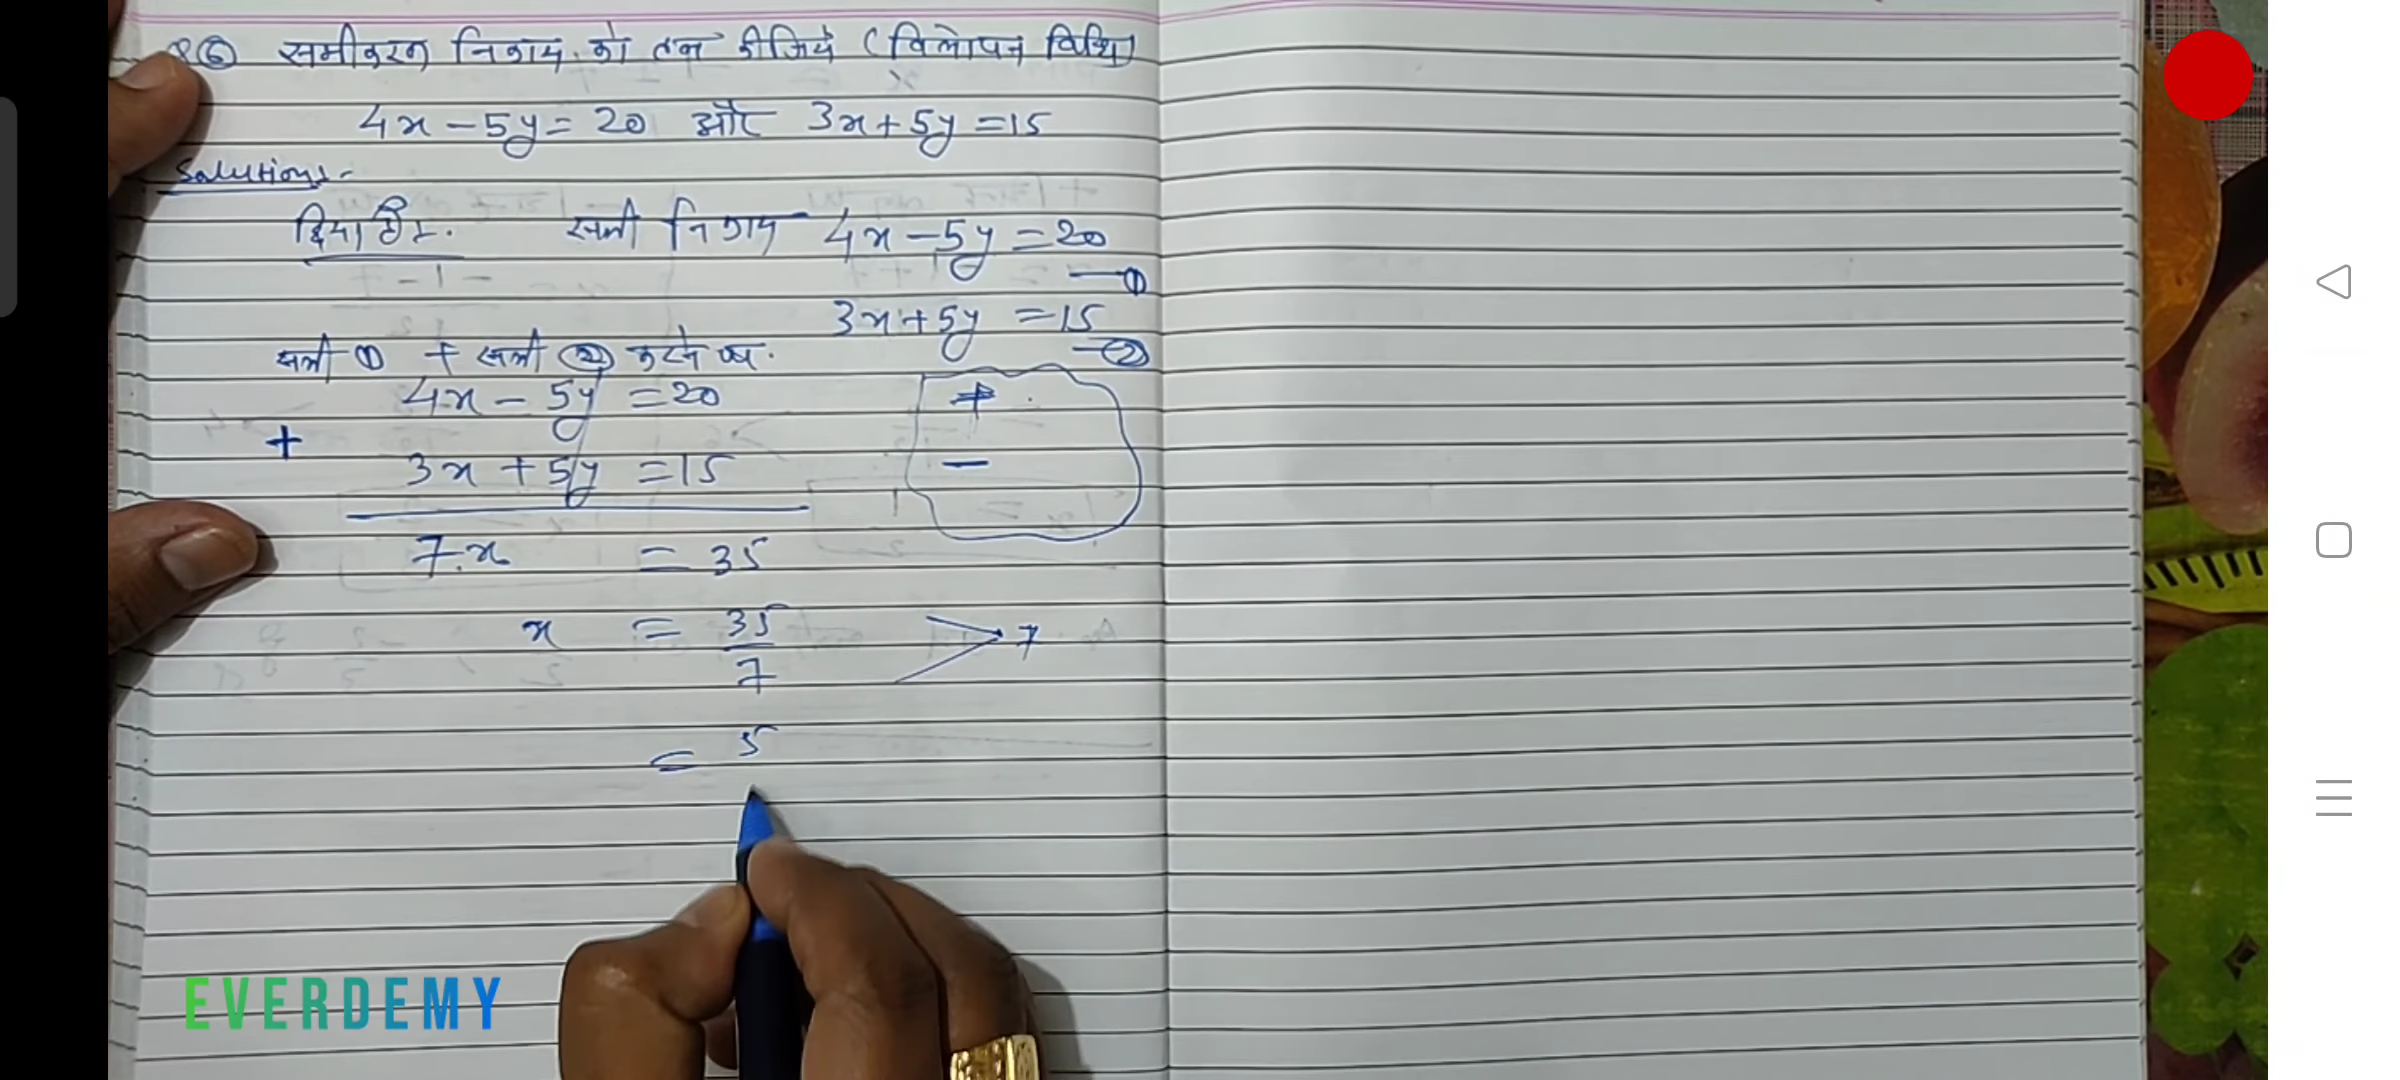 Q⑥ समीकरण निकाय को हल कीजिये (विलोपन विधि)
4x - 5y = 20 और 3x + 5y = 15
Solution:-
दिया है:- समी निकाय 4x - 5y = 20
—①
3x + 5y = 15
—②
समी ① + समी ② करने पर
4x - 5y = 20
+
3x + 5y = 15
+
-
7x = 35
x = 35/7
7
= 5
EVERDEMY